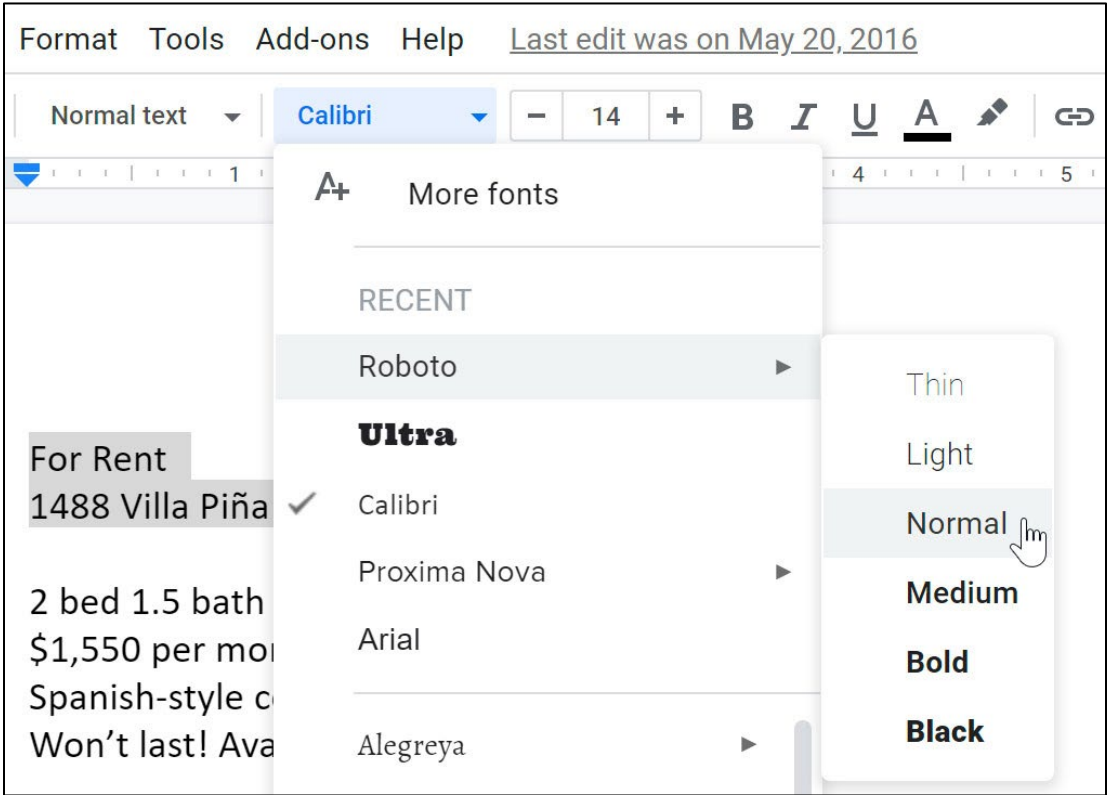 Format Tools Add-ons Help Last edit was on May 20, 2016
Normal text Calibri − 14 + B I U A
1 4 5
More fonts
RECENT
Roboto
Ultra
Calibri
Proxima Nova
Arial
Alegreya
Thin
Light
Normal
Medium
Bold
Black
For Rent
1488 Villa Piña
2 bed 1.5 bath
$1,550 per
Spanish-style
Won’t last!